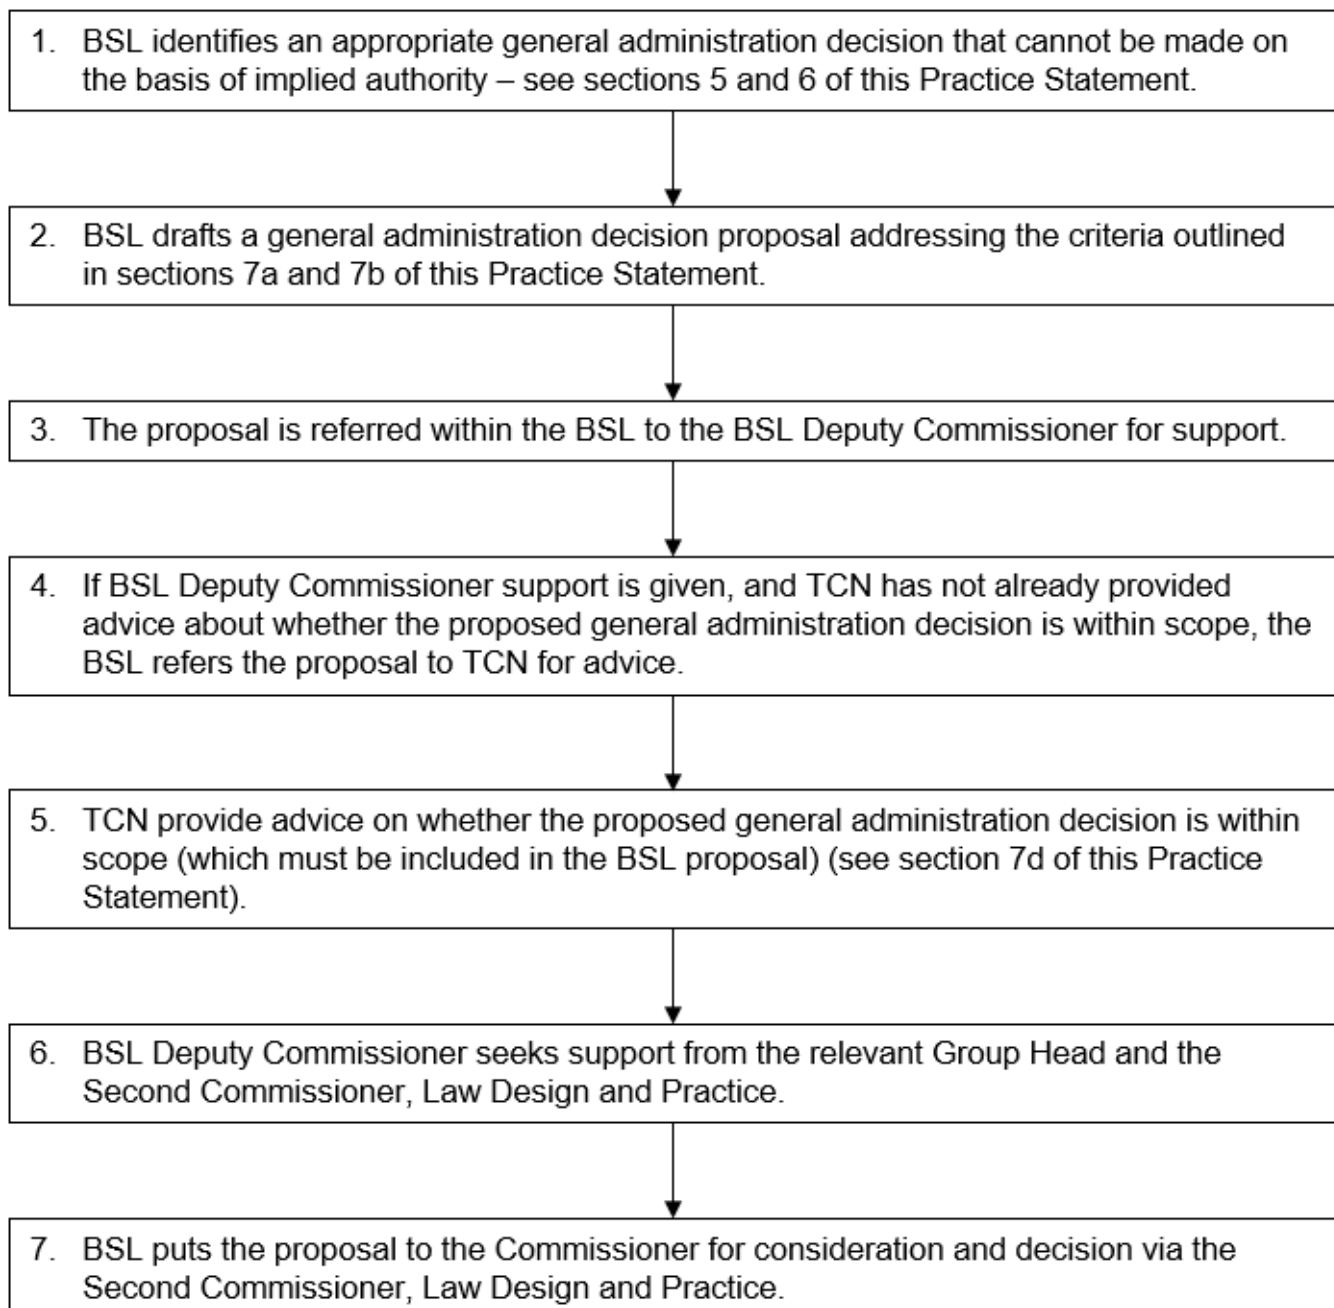 1. BSL identifies an appropriate general administration decision that cannot be made on
the basis of implied authority – see sections 5 and 6 of this Practice Statement.
2. BSL drafts a general administration decision proposal addressing the criteria outlined
in sections 7a and 7b of this Practice Statement.
3. The proposal is referred within the BSL to the BSL Deputy Commissioner for support.
4. If BSL Deputy Commissioner support is given, and TCN has not already provided
advice about whether the proposed general administration decision is within scope, the
BSL refers the proposal to TCN for advice.
5. TCN provide advice on whether the proposed general administration decision is within
scope (which must be included in the BSL proposal) (see section 7d of this Practice
Statement).
6. BSL Deputy Commissioner seeks support from the relevant Group Head and the
Second Commissioner, Law Design and Practice.
7. BSL puts the proposal to the Commissioner for consideration and decision via the
Second Commissioner, Law Design and Practice.